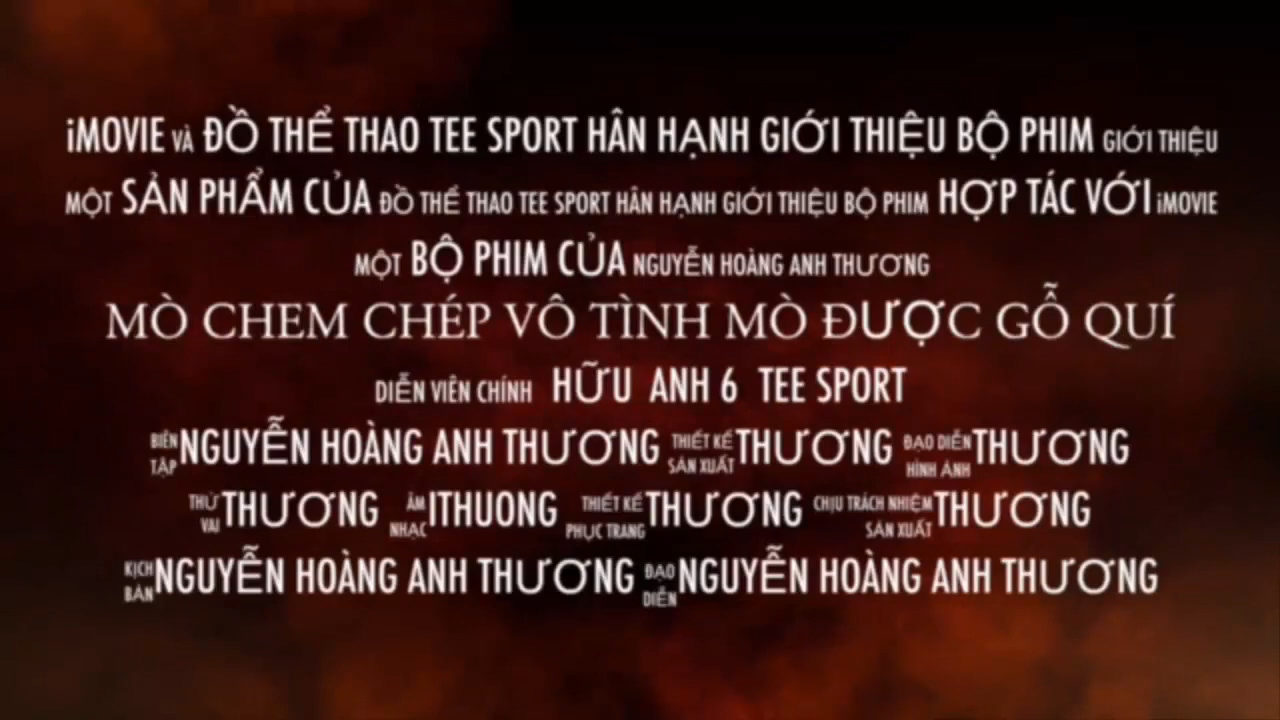 iMOVIE VÀ ĐỒ THỂ THAO TEE SPORT HÂN HẠNH GIỚI THIỆU BỘ PHIM GIỚI THIỆU
MỘT SẢN PHẨM CỦA ĐỒ THỂ THAO TEE SPORT HÂN HẠNH GIỚI THIỆU BỘ PHIM HỢP TÁC VỚI iMOVIE
MỘT BỘ PHIM CỦA NGUYỄN HOÀNG ANH THƯƠNG
MÒ CHEM CHÉP VÔ TÌNH MÒ ĐƯỢC GỖ QUÍ
DIỄN VIÊN CHÍNH HỮU ANH 6 TEE SPORT
BIÊN TẬP NGUYỄN HOÀNG ANH THƯƠNG THIẾT KẾ SẢN XUẤT THƯƠNG ĐẠO DIỄN HÌNH ẢNH THƯƠNG
THỬ VAI THƯƠNG ÂM NHẠC ITHUONG THIẾT KẾ PHỤC TRANG THƯƠNG CHỊU TRÁCH NHIỆM SẢN XUẤT THƯƠNG
KỊCH BẢN NGUYỄN HOÀNG ANH THƯƠNG ĐẠO DIỄN NGUYỄN HOÀNG ANH THƯƠNG